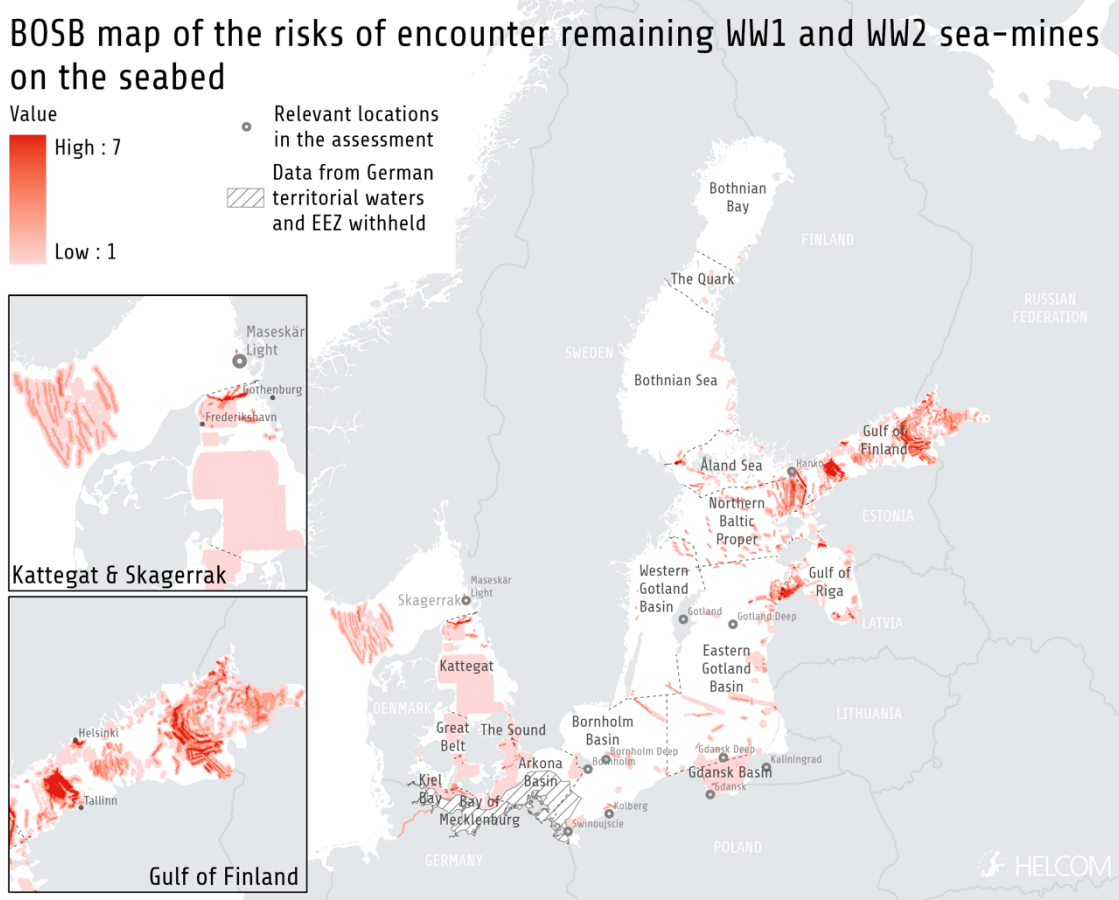 BOSB map of the risks of encounter remaining WW1 and WW2 sea-mines
on the seabed
Value
High : 7
Low : 1
Relevant locations
in the assessment
Data from German
territorial waters
and EEZ withheld
Maseskär
Light
Gothenburg
Frederikshavn
Kattegat & Skagerrak
Helsinki
Tallinn
Gulf of Finland
Bothnian
Bay
FINLAND
The Quark
RUSSIAN
FEDERATION
SWEDEN
Bothnian Sea
Gulf of
Finland
Åland Sea
Hanko
Northern
Baltic
Proper
ESTONIA
Western
Gotland
Basin
Gulf of
Riga
Maseskär
Light
Skagerrak
Gotland
Gotland Deep
LATVIA
Eastern
Gotland
Basin
Kattegat
DENMARK
LITHUANIA
Great
Belt
The Sound
Bornholm
Basin
Bornholm Deep
Bornholm
Gdansk Deep
Kaliningrad
Arkona
Basin
Gdansk Basin
Gdansk
Kiel
Bay
Bay of
Mecklenburg
Kolberg
Swinoujscie
POLAND
GERMANY
HELCOM